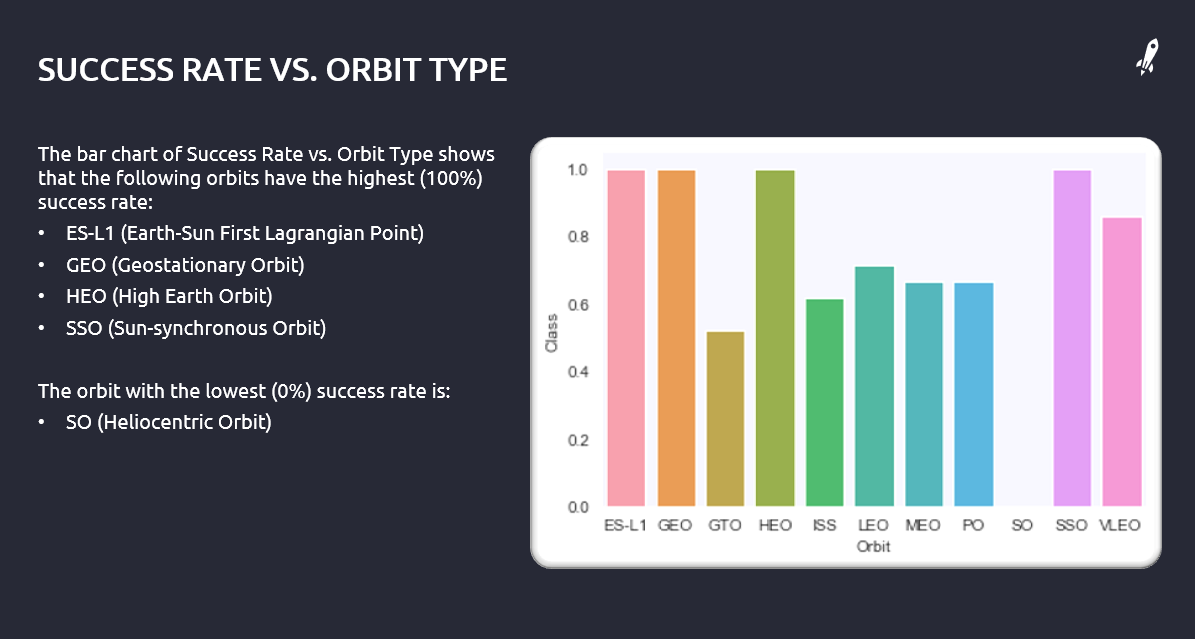 SUCCESS RATE VS. ORBIT TYPE
The bar chart of Success Rate vs. Orbit Type shows
that the following orbits have the highest (100%)
success rate:
• ES-L1 (Earth-Sun First Lagrangian Point)
• GEO (Geostationary Orbit)
• HEO (High Earth Orbit)
• SSO (Sun-synchronous Orbit)
The orbit with the lowest (0%) success rate is:
• SO (Heliocentric Orbit)
1.0
0.8
0.6
0.4
0.2
0.0
Class
ES-L1 GEO GTO HEO ISS LEO MEO PO SO SSO VLEO
Orbit